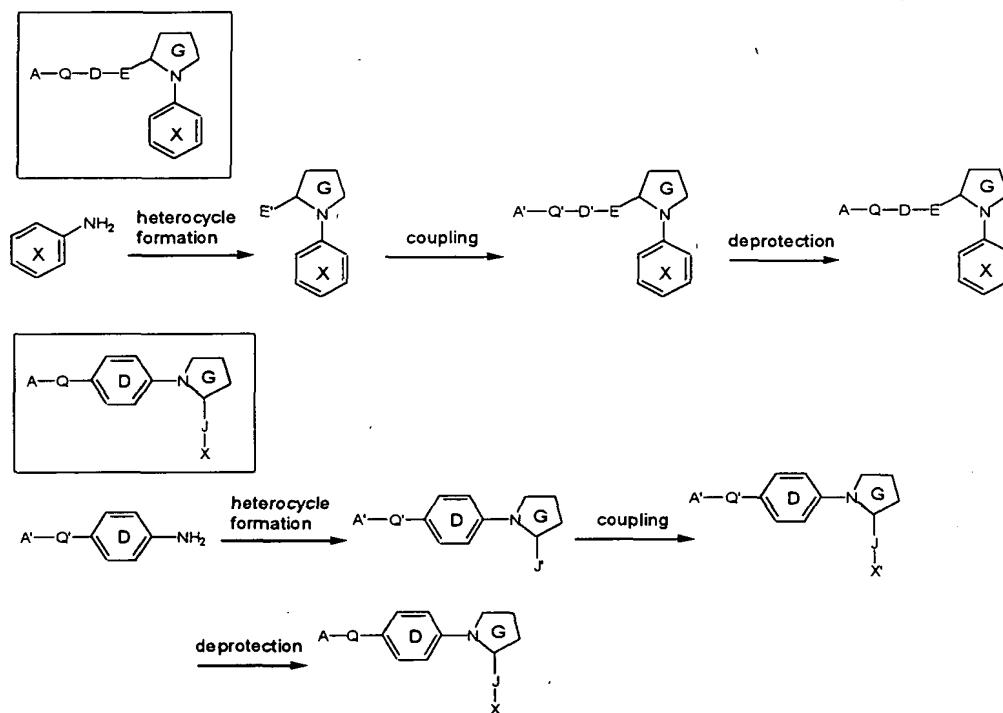 G
A—Q—D—E
N
X
NH2
X
heterocycle
formation
G
E'
N
X
coupling
G
A'—Q'—D'—E
N
X
deprotection
G
A—Q—D—E
N
X
A—Q
D
N
G
J
X
A'—Q'
D
NH2
heterocycle
formation
A'—Q'
D
N
G
J'
coupling
A'—Q'
D
N
G
J
X'
deprotection
A—Q
D
N
G
J
X